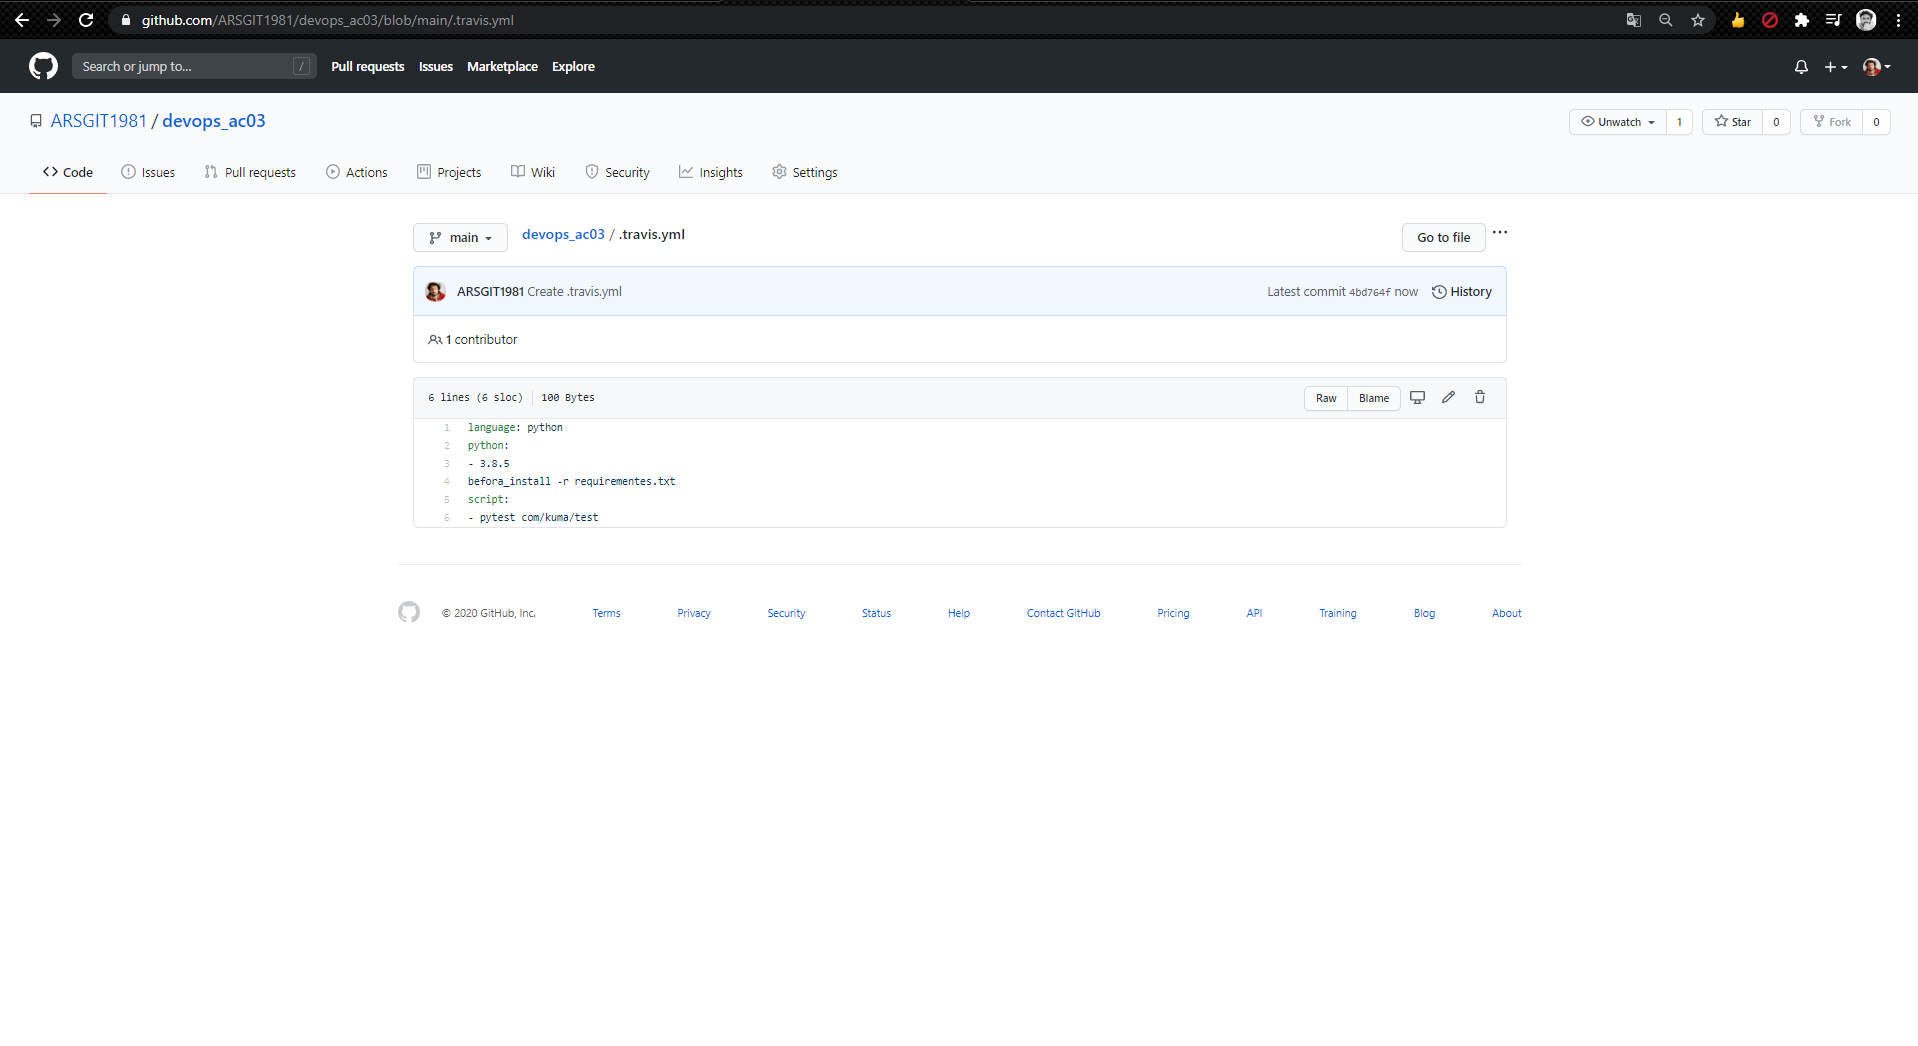 github.com/ARSGIT1981/devops_ac03/blob/main/.travis.yml
Search or jump to... /
Pull requests Issues Marketplace Explore
ARSGIT1981 / devops_ac03
Unwatch 1 Star 0 Fork 0
Code Issues Pull requests Actions Projects Wiki Security Insights Settings
main devops_ac03 / .travis.yml Go to file ...
ARSGIT1981 Create .travis.yml Latest commit 4bd764f now History
1 contributor
6 lines (6 sloc) 100 Bytes Raw Blame
1 language: python
2 python:
3 - 3.8.5
4 befora_install -r requirementes.txt
5 script:
6 - pytest com/kuma/test
© 2020 GitHub, Inc. Terms Privacy Security Status Help Contact GitHub Pricing API Training Blog About